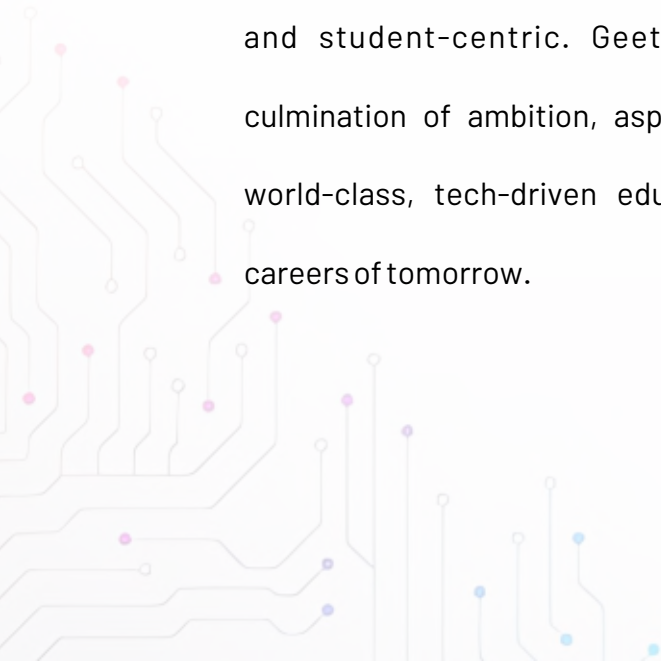 and student-centric. Geet
culmination of ambition, asp
world-class, tech-driven edu
careers of tomorrow.